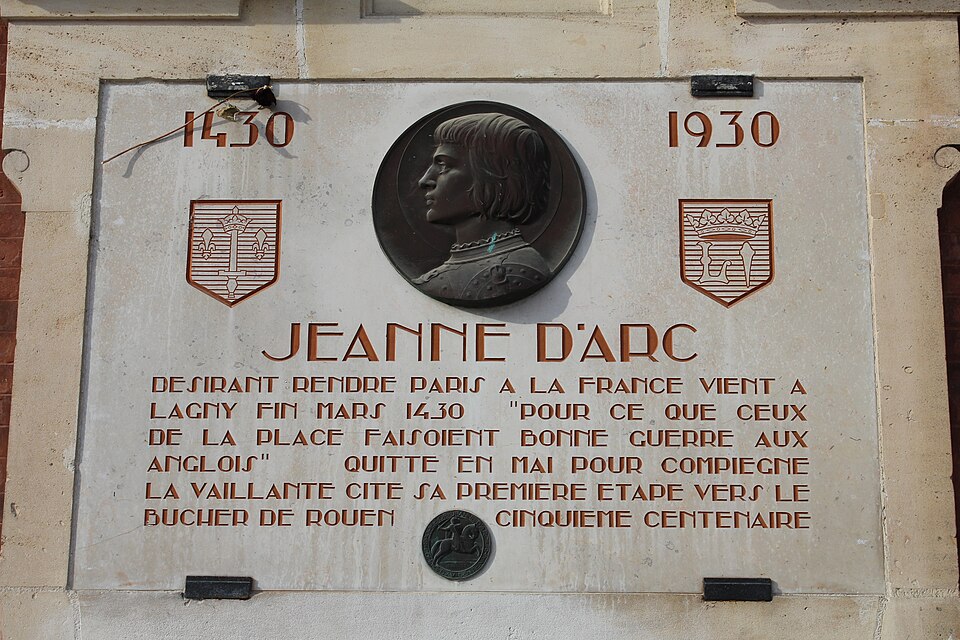 1430 1930
JEANNE D'ARC
DESIRANT RENDRE PARIS A LA FRANCE VIENT A
LAGNY FIN MARS 1430 "POUR CE QUE CEUX
DE LA PLACE FAISOIENT BONNE GUERRE AUX
ANGLOIS" QUITTE EN MAI POUR COMPIEGNE
LA VAILLANTE CITE SA PREMIERE ETAPE VERS LE
BUCHER DE ROUEN CINQUIEME CENTENAIRE